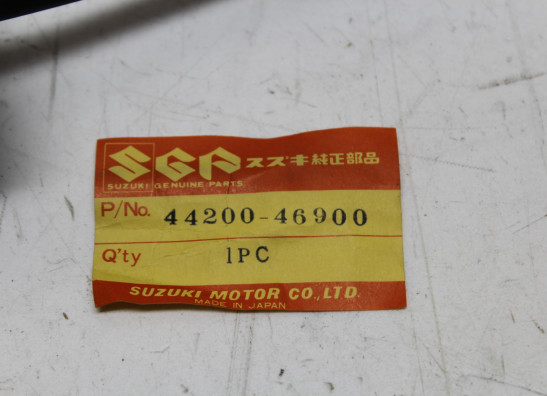 SGP スズキ純正部品
SUZUKI GENUINE PARTS
P/No. 44200-46900
Q'ty 1PC
SUZUKI MOTOR CO., LTD.
MADE IN JAPAN